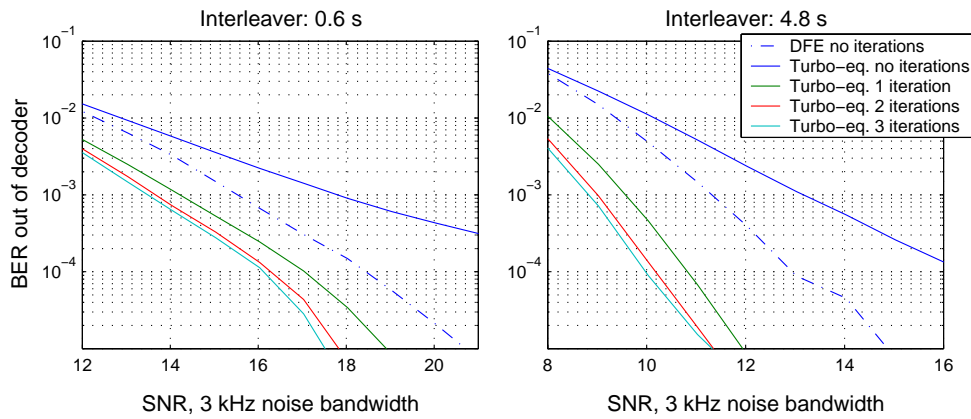 Interleaver: 0.6 s
10⁻¹
10⁻²
10⁻³
10⁻⁴
BER out of decoder
12 14 16 18 20
SNR, 3 kHz noise bandwidth
Interleaver: 4.8 s
10⁻¹
10⁻²
10⁻³
10⁻⁴
8 10 12 14 16
SNR, 3 kHz noise bandwidth
DFE no iterations
Turbo−eq. no iterations
Turbo−eq. 1 iteration
Turbo−eq. 2 iterations
Turbo−eq. 3 iterations